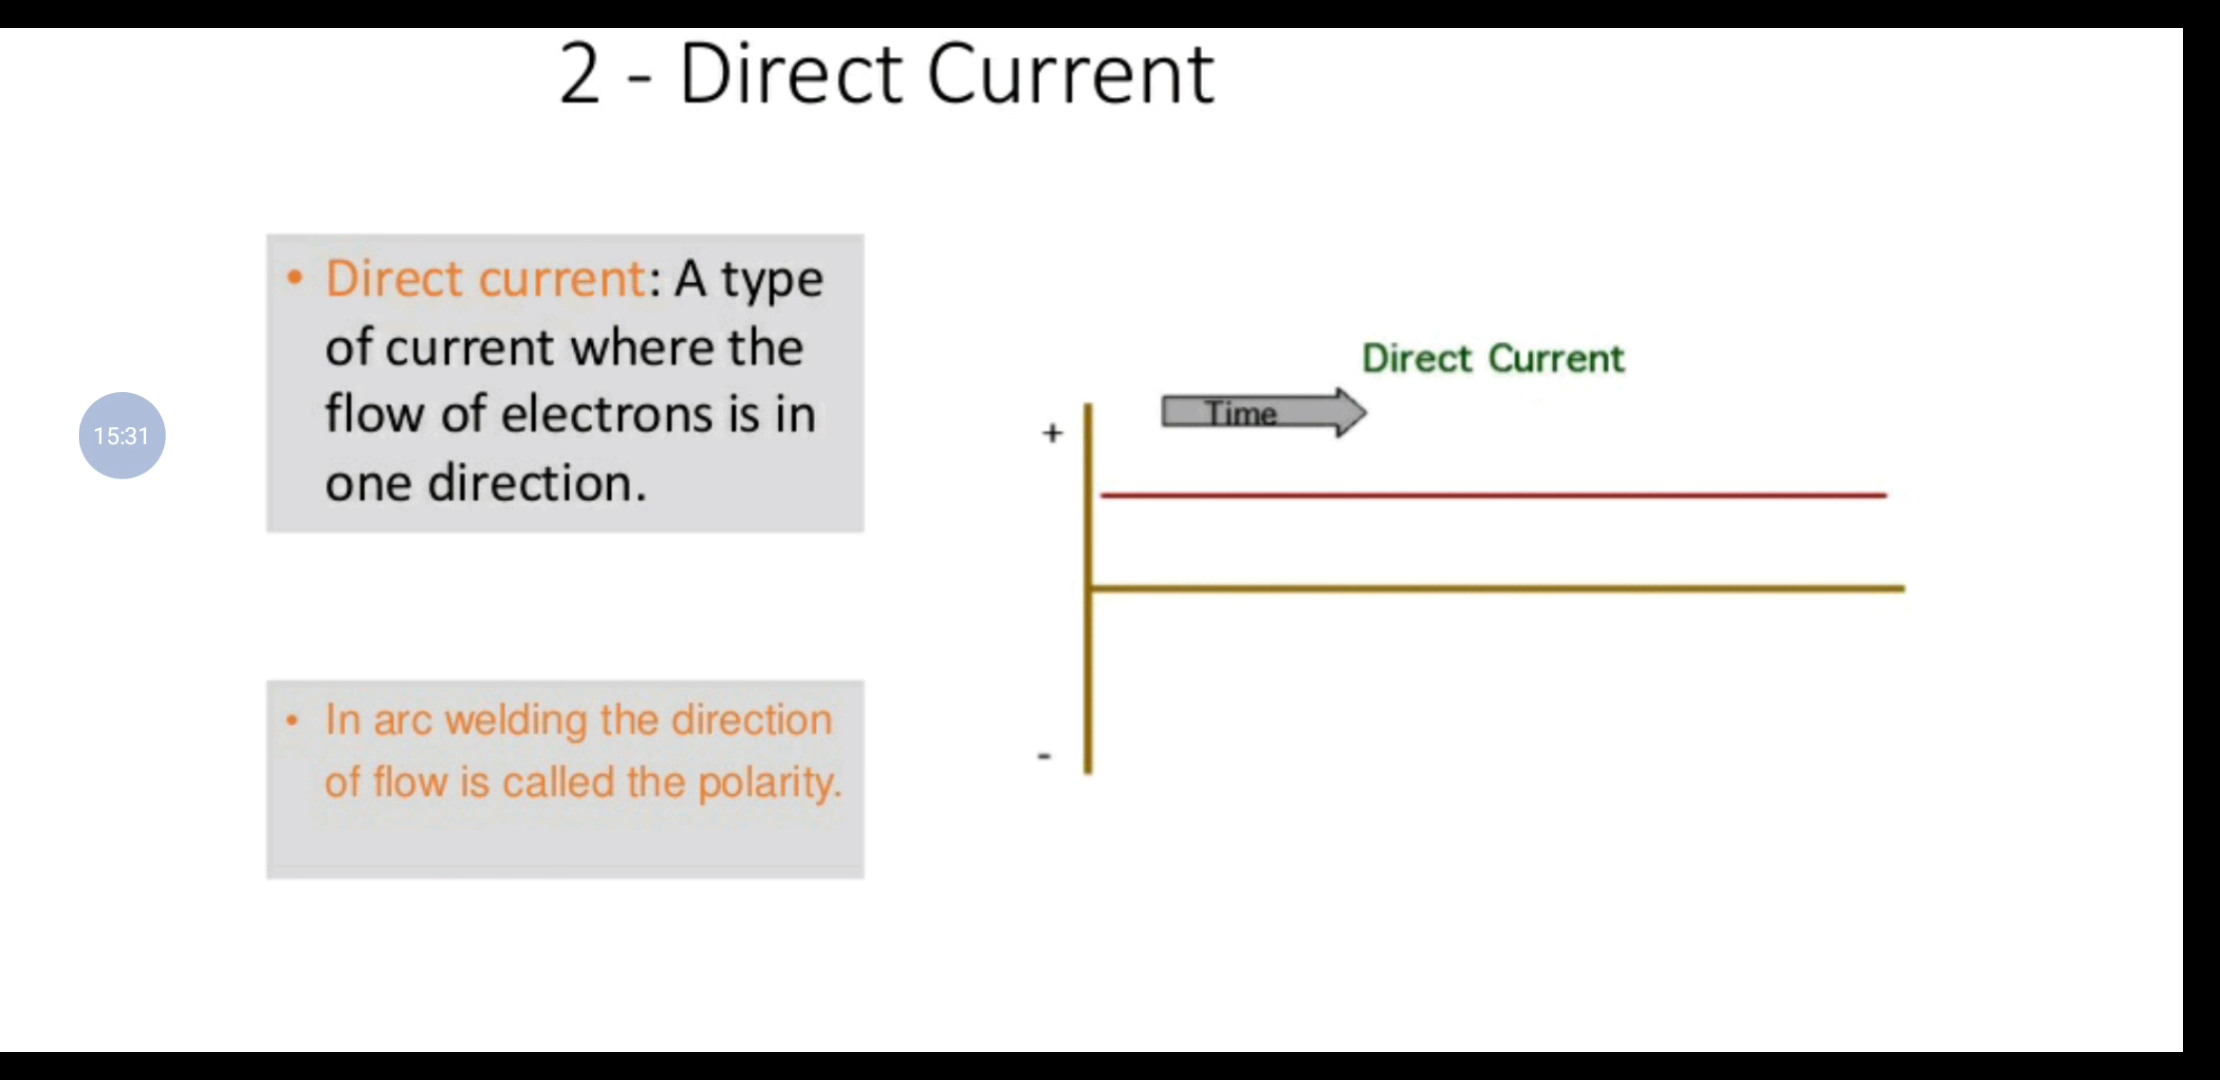 2 - Direct Current
• Direct current: A type
of current where the
flow of electrons is in
one direction.
15:31
• In arc welding the direction
of flow is called the polarity.
Direct Current
Time
+
-